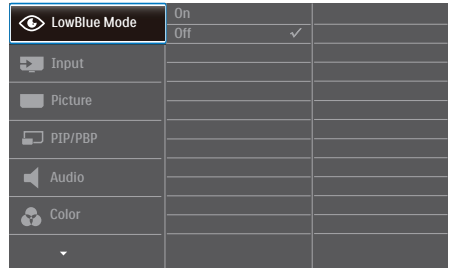 LowBlue Mode
On
Off ✓
Input
Picture
PIP/PBP
Audio
Color